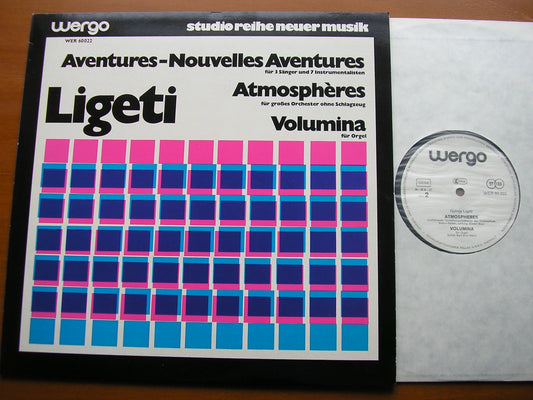 wergo
studio reihe neuer musik
WER 60022
Aventures–Nouvelles Aventures
für 3 Sänger und 7 Instrumentalisten
Ligeti
Atmosphères
für großes Orchester ohne Schlagzeug
Volumina
für Orgel
wergo
2
ATMOSPHERES
VOLUMINA